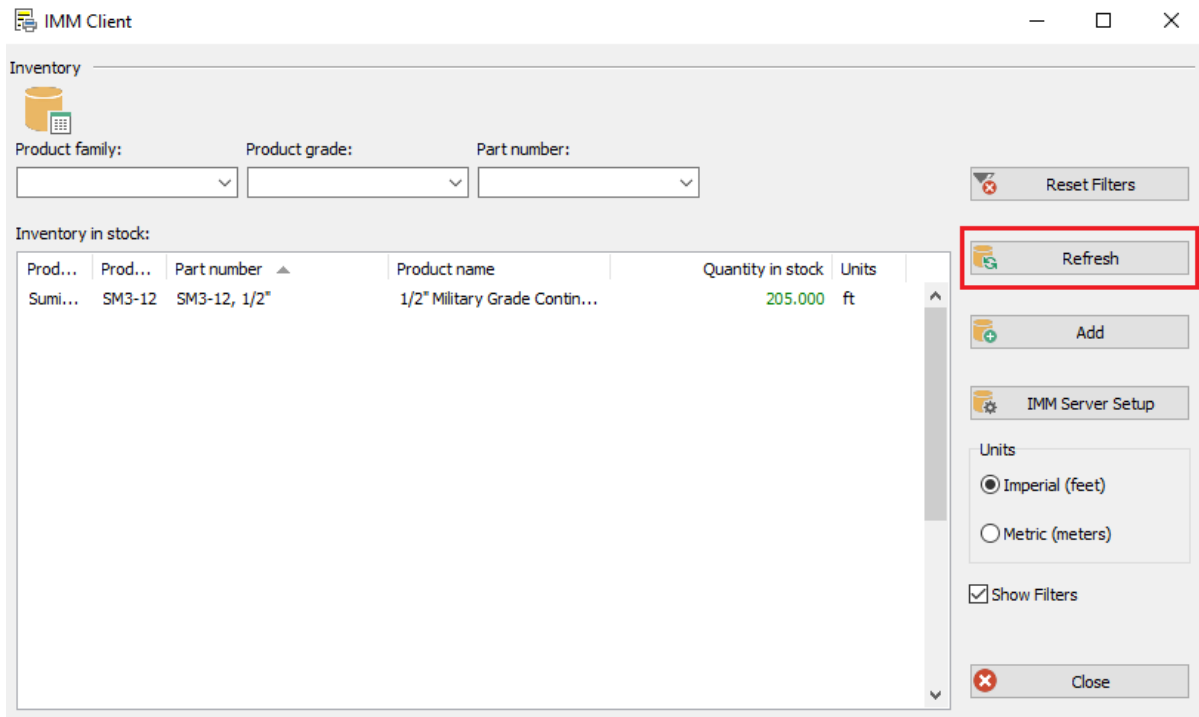 IMM Client
Inventory
Product family: Product grade: Part number:
Reset Filters
Inventory in stock:
Refresh
Prod... Prod... Part number Product name Quantity in stock Units
Sumi... SM3-12 SM3-12, 1/2" 1/2" Military Grade Contin... 205.000 ft
Add
IMM Server Setup
Units
Imperial (feet)
Metric (meters)
Show Filters
Close